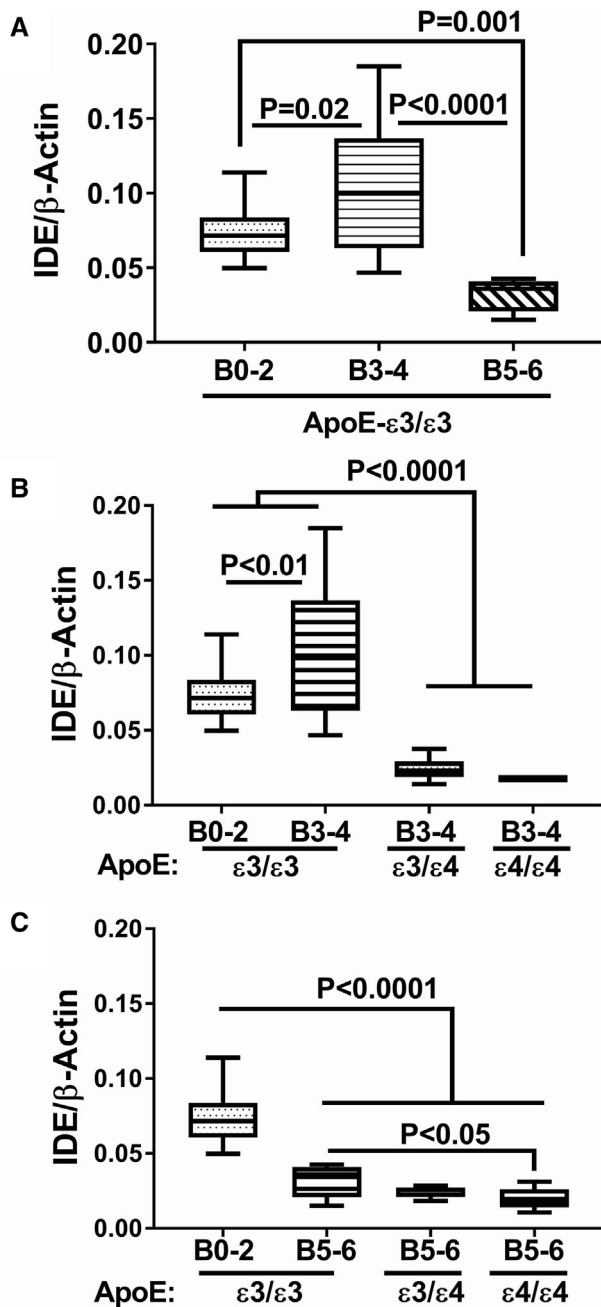 A
IDE/β-Actin
0.20
0.15
0.10
0.05
0.00
P=0.001
P=0.02
P<0.0001
B0-2 B3-4 B5-6
ApoE-ε3/ε3
B
IDE/β-Actin
0.20
0.15
0.10
0.05
0.00
P<0.0001
P<0.01
B0-2 B3-4 B3-4 B3-4
ApoE: ε3/ε3 ε3/ε4 ε4/ε4
C
IDE/β-Actin
0.20
0.15
0.10
0.05
0.00
P<0.0001
P<0.05
B0-2 B5-6 B5-6 B5-6
ApoE: ε3/ε3 ε3/ε4 ε4/ε4